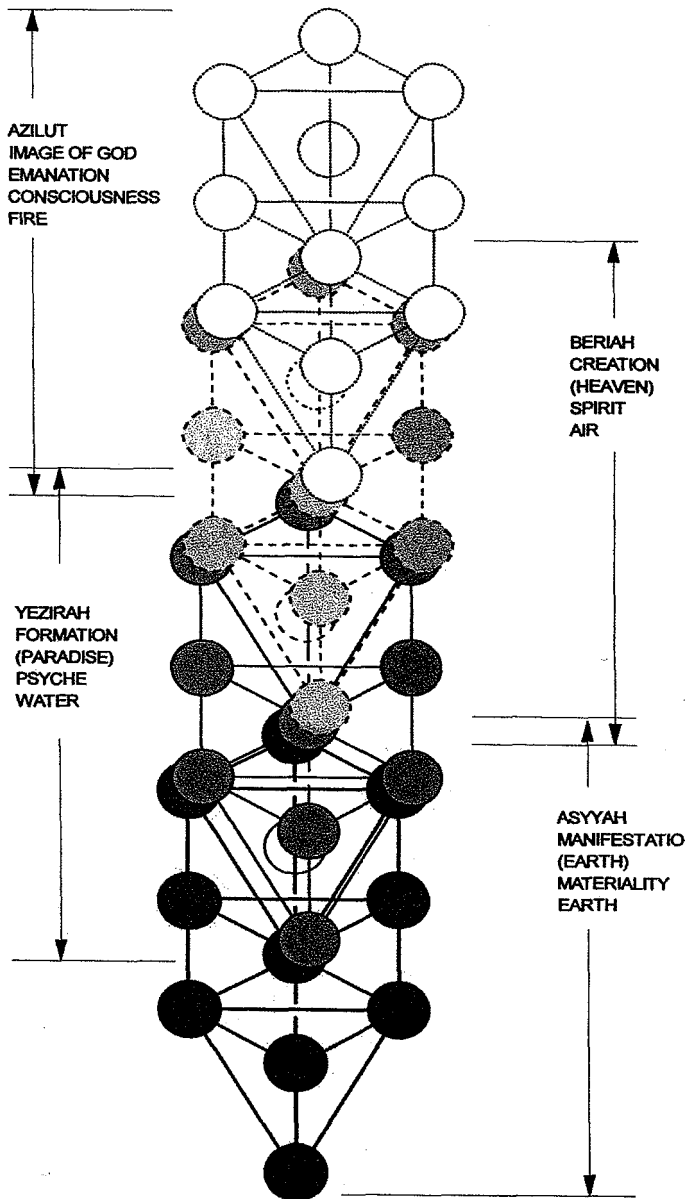 AZILUT
IMAGE OF GOD
EMANATION
CONSCIOUSNESS
FIRE
BERIAH
CREATION
(HEAVEN)
SPIRIT
AIR
YEZIRAH
FORMATION
(PARADISE)
PSYCHE
WATER
ASYYAH
MANIFESTATIO
(EARTH)
MATERIALITY
EARTH